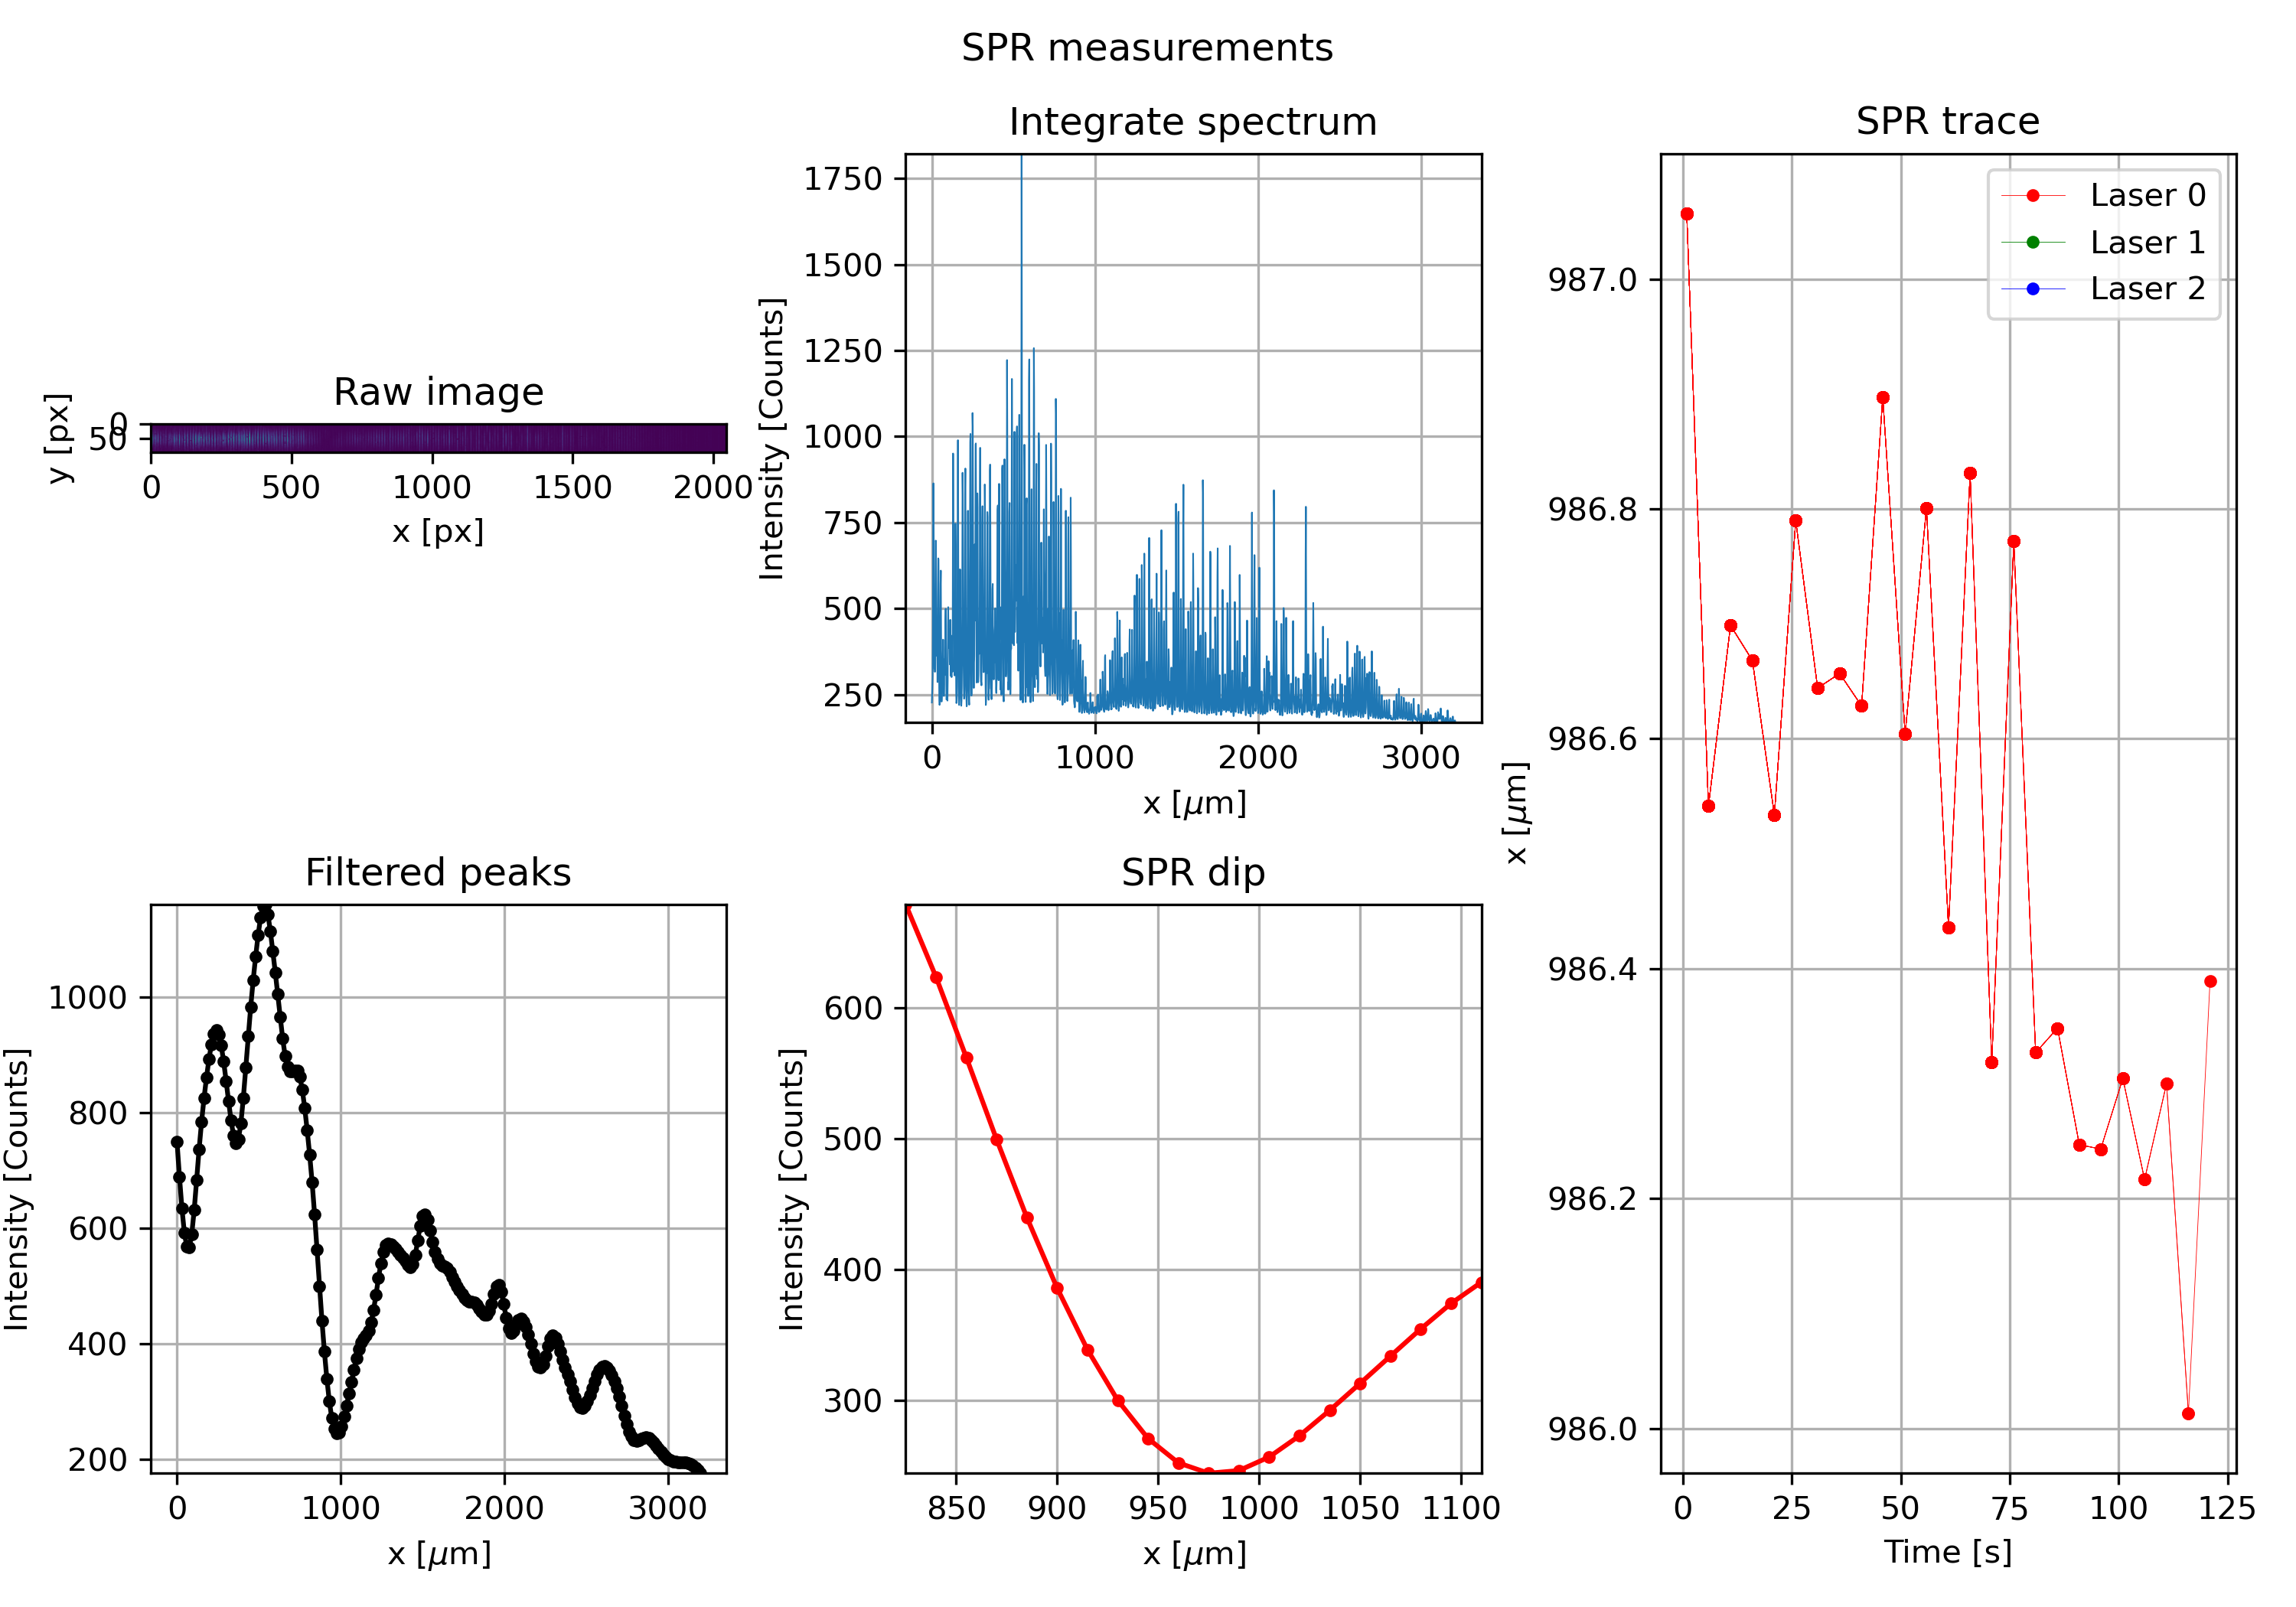 SPR measurements
Raw image
y [px]
0
50
0 500 1000 1500 2000
x [px]
Integrate spectrum
Intensity [Counts]
1750
1500
1250
1000
750
500
250
0 1000 2000 3000
x [μm]
Filtered peaks
Intensity [Counts]
1000
800
600
400
200
0 1000 2000 3000
x [μm]
SPR dip
Intensity [Counts]
600
500
400
300
850 900 950 1000 1050 1100
x [μm]
SPR trace
Laser 0
Laser 1
Laser 2
x [μm]
987.0
986.8
986.6
986.4
986.2
986.0
0 25 50 75 100 125
Time [s]